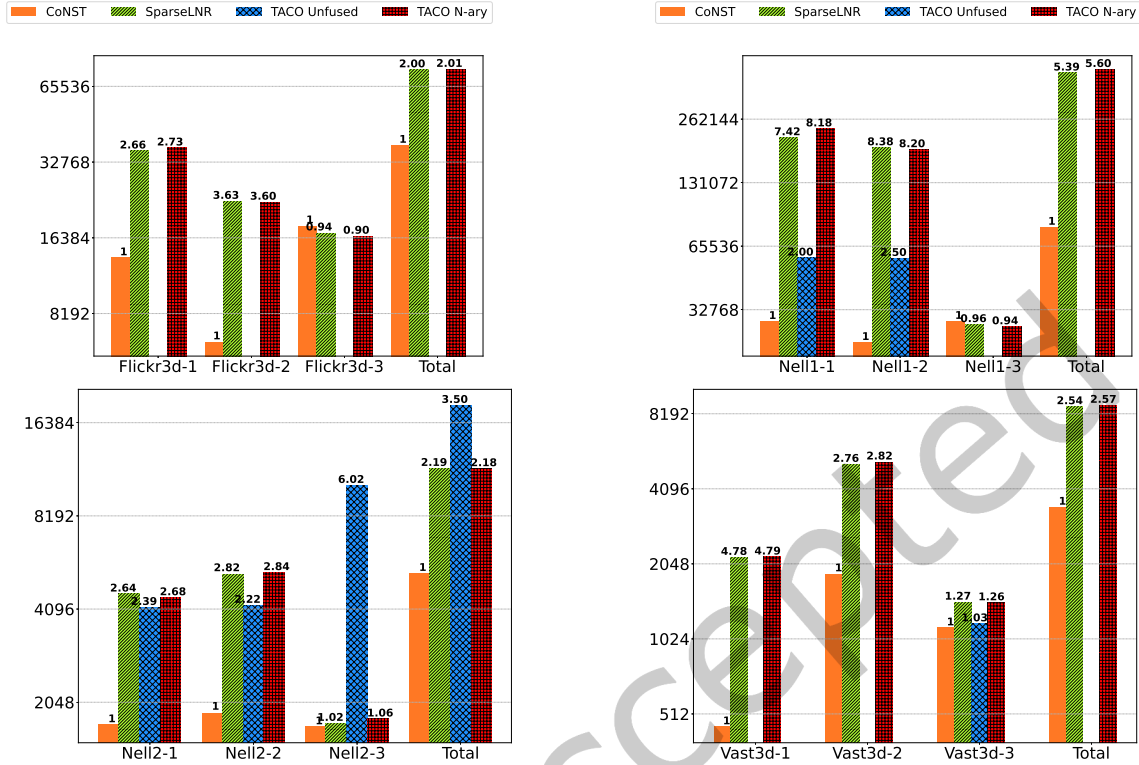 CoNST SparseLNR TACO Unfused TACO N-ary
65536
32768
16384
8192
1 2.66 2.73
1 3.63 3.60
1 0.94 0.90
1 2.00 2.01
Flickr3d-1 Flickr3d-2 Flickr3d-3 Total
CoNST SparseLNR TACO Unfused TACO N-ary
262144
131072
65536
32768
1 7.42 2.00 8.18
1 8.38 2.50 8.20
1 0.96 0.94
1 5.39 5.60
Nell1-1 Nell1-2 Nell1-3 Total
16384
8192
4096
2048
1 2.64 2.39 2.68
1 2.82 2.22 2.84
1 1.02 6.02 1.06
1 2.19 3.50 2.18
Nell2-1 Nell2-2 Nell2-3 Total
8192
4096
2048
1024
512
1 4.78 4.79
1 2.76 2.82
1 1.27 1.03 1.26
1 2.54 2.57
Vast3d-1 Vast3d-2 Vast3d-3 Total
ccepted